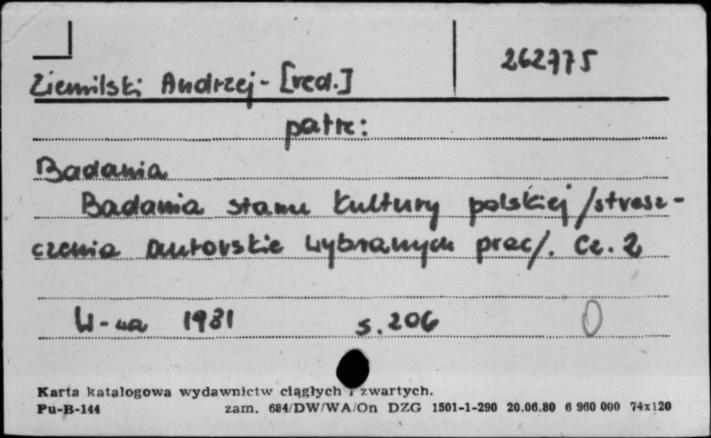 262775
Ziemilski Andrzej - [red.]
patrz:
Badania
Badania stanu kultury polskiej /stresz-
czenia autorskie wybranych prac/. Cz. 2
W-wa 1981 s. 206
Karta katalogowa wydawnictw ciągłych i zwartych.
Pu-B-144 zam. 684/DW/WA/On DZG 1501-1-290 20.06.80 6 960 000 74x120